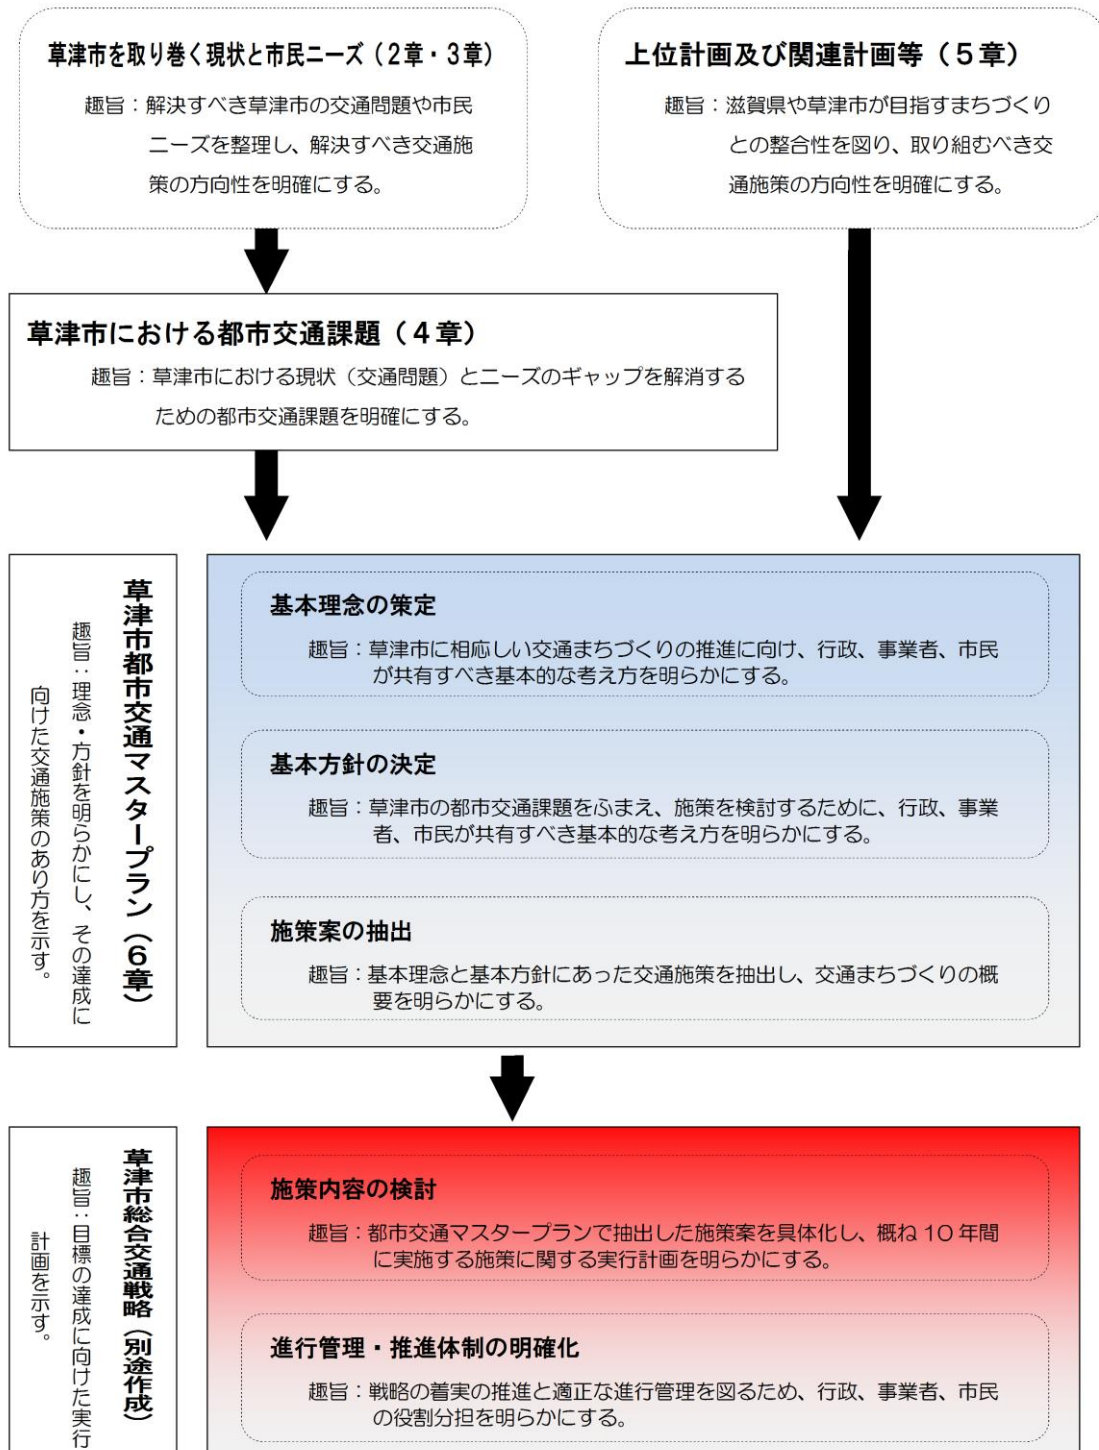 草津市を取り巻く現状と市民ニーズ（２章・３章）
趣旨：解決すべき草津市の交通問題や市民
ニーズを整理し、解決すべき交通施
策の方向性を明確にする。
上位計画及び関連計画等（５章）
趣旨：滋賀県や草津市が目指すまちづくり
との整合性を図り、取り組むべき交
通施策の方向性を明確にする。
草津市における都市交通課題（４章）
趣旨：草津市における現状（交通問題）とニーズのギャップを解消する
ための都市交通課題を明確にする。
草津市都市交通マスタープラン（６章）
趣旨：理念・方針を明らかにし、その達成に
向けた交通施策のあり方を示す。
基本理念の策定
趣旨：草津市に相応しい交通まちづくりの推進に向け、行政、事業者、市民
が共有すべき基本的な考え方を明らかにする。
基本方針の決定
趣旨：草津市の都市交通課題をふまえ、施策を検討するために、行政、事業
者、市民が共有すべき基本的な考え方を明らかにする。
施策案の抽出
趣旨：基本理念と基本方針にあった交通施策を抽出し、交通まちづくりの概
要を明らかにする。
草津市総合交通戦略（別途作成）
趣旨：目標の達成に向けた実行
計画を示す。
施策内容の検討
趣旨：都市交通マスタープランで抽出した施策案を具体化し、概ね 10 年間
に実施する施策に関する実行計画を明らかにする。
進行管理・推進体制の明確化
趣旨：戦略の着実の推進と適正な進行管理を図るため、行政、事業者、市民
の役割分担を明らかにする。